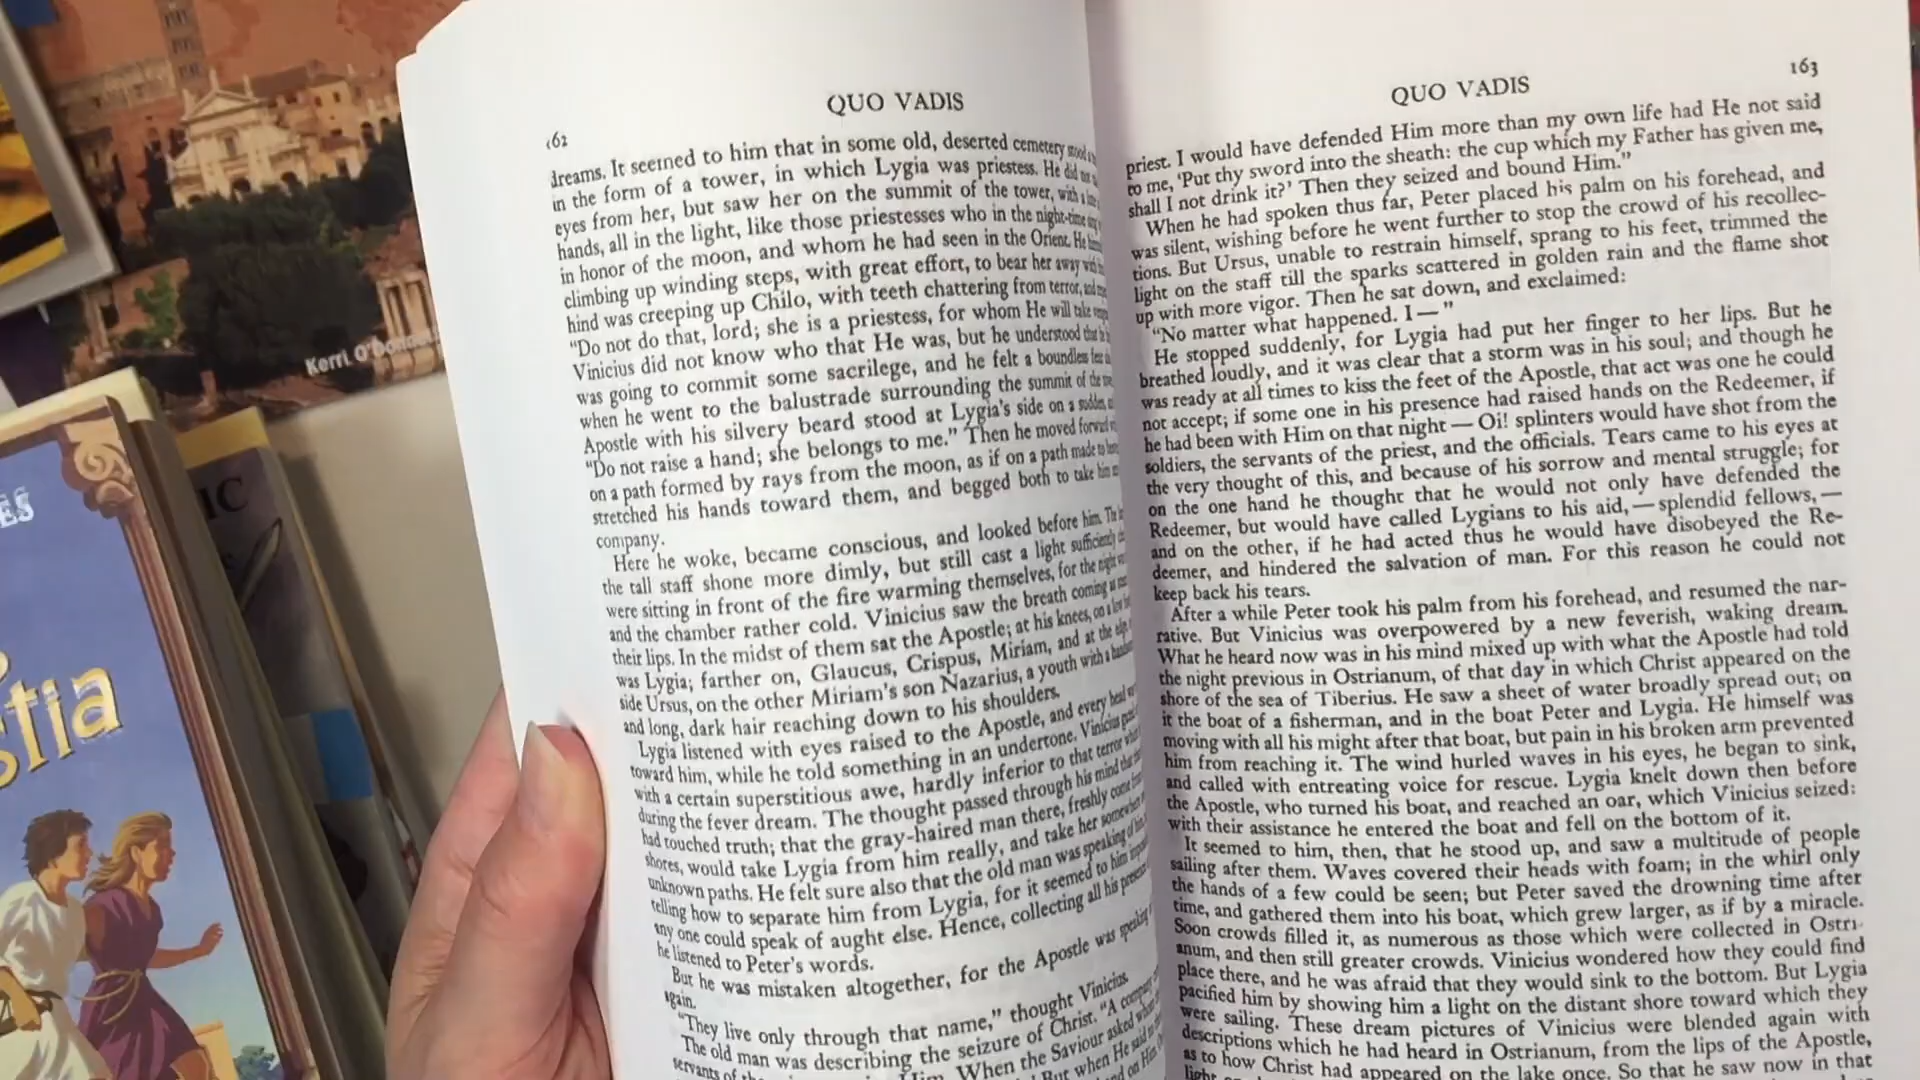 Kerri O'Donn
ES
stia
IC
QUO VADIS
162
dreams. It seemed to him that in some old, deserted cemetery stood
in the form of a tower, in which Lygia was priestess. He did not
eyes from her, but saw her on the summit of the tower, with a
hands, all in the light, like those priestesses who in the night-time
in honor of the moon, and whom he had seen in the Orient. He
climbing up winding steps, with great effort, to bear her away with
hind was creeping up Chilo, with teeth chattering from terror, and
“Do not do that, lord; she is a priestess, for whom He will take
Vinicius did not know who that He was, but he understood that
was going to commit some sacrilege, and he felt a boundless fear
when he went to the balustrade surrounding the summit of the
Apostle with his silvery beard stood at Lygia's side on a sudden,
“Do not raise a hand; she belongs to me.” Then he moved forward
on a path formed by rays from the moon, as if on a path made to
stretched his hands toward them, and begged both to take him
company.
Here he woke, became conscious, and looked before him. The
the tall staff shone more dimly, but still cast a light sufficiently
were sitting in front of the fire warming themselves, for the night
and the chamber rather cold. Vinicius saw the breath coming
their lips. In the midst of them sat the Apostle; at his knees, on a
was Lygia; farther on, Glaucus, Crispus, Miriam, and at the edge,
side Ursus, on the other Miriam's son Nazarius, a youth with a
and long, dark hair reaching down to his shoulders.
Lygia listened with eyes raised to the Apostle, and every head
toward him, while he told something in an undertone. Vinicius
with a certain superstitious awe, hardly inferior to that terror
during the fever dream. The thought passed through his mind that
had touched truth; that the gray-haired man there, freshly come
shores, would take Lygia from him really, and take her somewhere
unknown paths. He felt sure also that the old man was speaking of him,
telling how to separate him from Lygia, for it seemed to him
any one could speak of aught else. Hence, collecting all his
he listened to Peter's words.
But he was mistaken altogether, for the Apostle was speaking
again.
“They live only through that name,” thought Vinicius.
The old man was describing the seizure of Christ. “A company
servants of Him. When the Saviour asked
But when He said
on Him
QUO VADIS
163
priest. I would have defended Him more than my own life had He not said
to me, ‘Put thy sword into the sheath: the cup which my Father has given me,
shall I not drink it?’ Then they seized and bound Him.”
When he had spoken thus far, Peter placed his palm on his forehead, and
was silent, wishing before he went further to stop the crowd of his recollec-
tions. But Ursus, unable to restrain himself, sprang to his feet, trimmed the
light on the staff till the sparks scattered in golden rain and the flame shot
up with more vigor. Then he sat down, and exclaimed:
“No matter what happened. I—”
He stopped suddenly, for Lygia had put her finger to her lips. But he
breathed loudly, and it was clear that a storm was in his soul; and though he
was ready at all times to kiss the feet of the Apostle, that act was one he could
not accept; if some one in his presence had raised hands on the Redeemer, if
he had been with Him on that night — Oi! splinters would have shot from the
soldiers, the servants of the priest, and the officials. Tears came to his eyes at
the very thought of this, and because of his sorrow and mental struggle; for
on the one hand he thought that he would not only have defended the
Redeemer, but would have called Lygians to his aid, — splendid fellows, —
and on the other, if he had acted thus he would have disobeyed the Re-
deemer, and hindered the salvation of man. For this reason he could not
keep back his tears.
After a while Peter took his palm from his forehead, and resumed the nar-
rative. But Vinicius was overpowered by a new feverish, waking dream.
What he heard now was in his mind mixed up with what the Apostle had told
the night previous in Ostrianum, of that day in which Christ appeared on the
shore of the sea of Tiberius. He saw a sheet of water broadly spread out; on
it the boat of a fisherman, and in the boat Peter and Lygia. He himself was
moving with all his might after that boat, but pain in his broken arm prevented
him from reaching it. The wind hurled waves in his eyes, he began to sink,
and called with entreating voice for rescue. Lygia knelt down then before
the Apostle, who turned his boat, and reached an oar, which Vinicius seized:
with their assistance he entered the boat and fell on the bottom of it.
It seemed to him, then, that he stood up, and saw a multitude of people
sailing after them. Waves covered their heads with foam; in the whirl only
the hands of a few could be seen; but Peter saved the drowning time after
time, and gathered them into his boat, which grew larger, as if by a miracle.
Soon crowds filled it, as numerous as those which were collected in Ostri-
anum, and then still greater crowds. Vinicius wondered how they could find
place there, and he was afraid that they would sink to the bottom. But Lygia
pacified him by showing him a light on the distant shore toward which they
were sailing. These dream pictures of Vinicius were blended again with
descriptions which he had heard in Ostrianum, from the lips of the Apostle,
as to how Christ had appeared on the lake once. So that he saw now in that
light